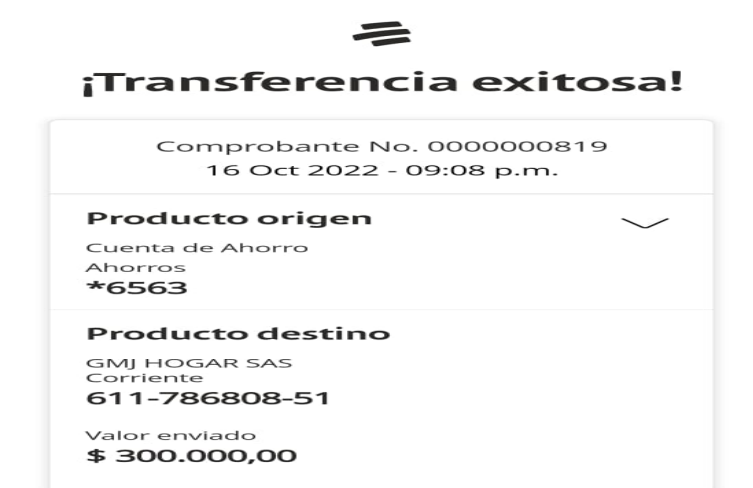 ¡Transferencia exitosa!
Comprobante No. 0000000819
16 Oct 2022 - 09:08 p.m.
Producto origen
Cuenta de Ahorro
Ahorros
*6563
Producto destino
GMJ HOGAR SAS
Corriente
611-786808-51
Valor enviado
$ 300.000,00